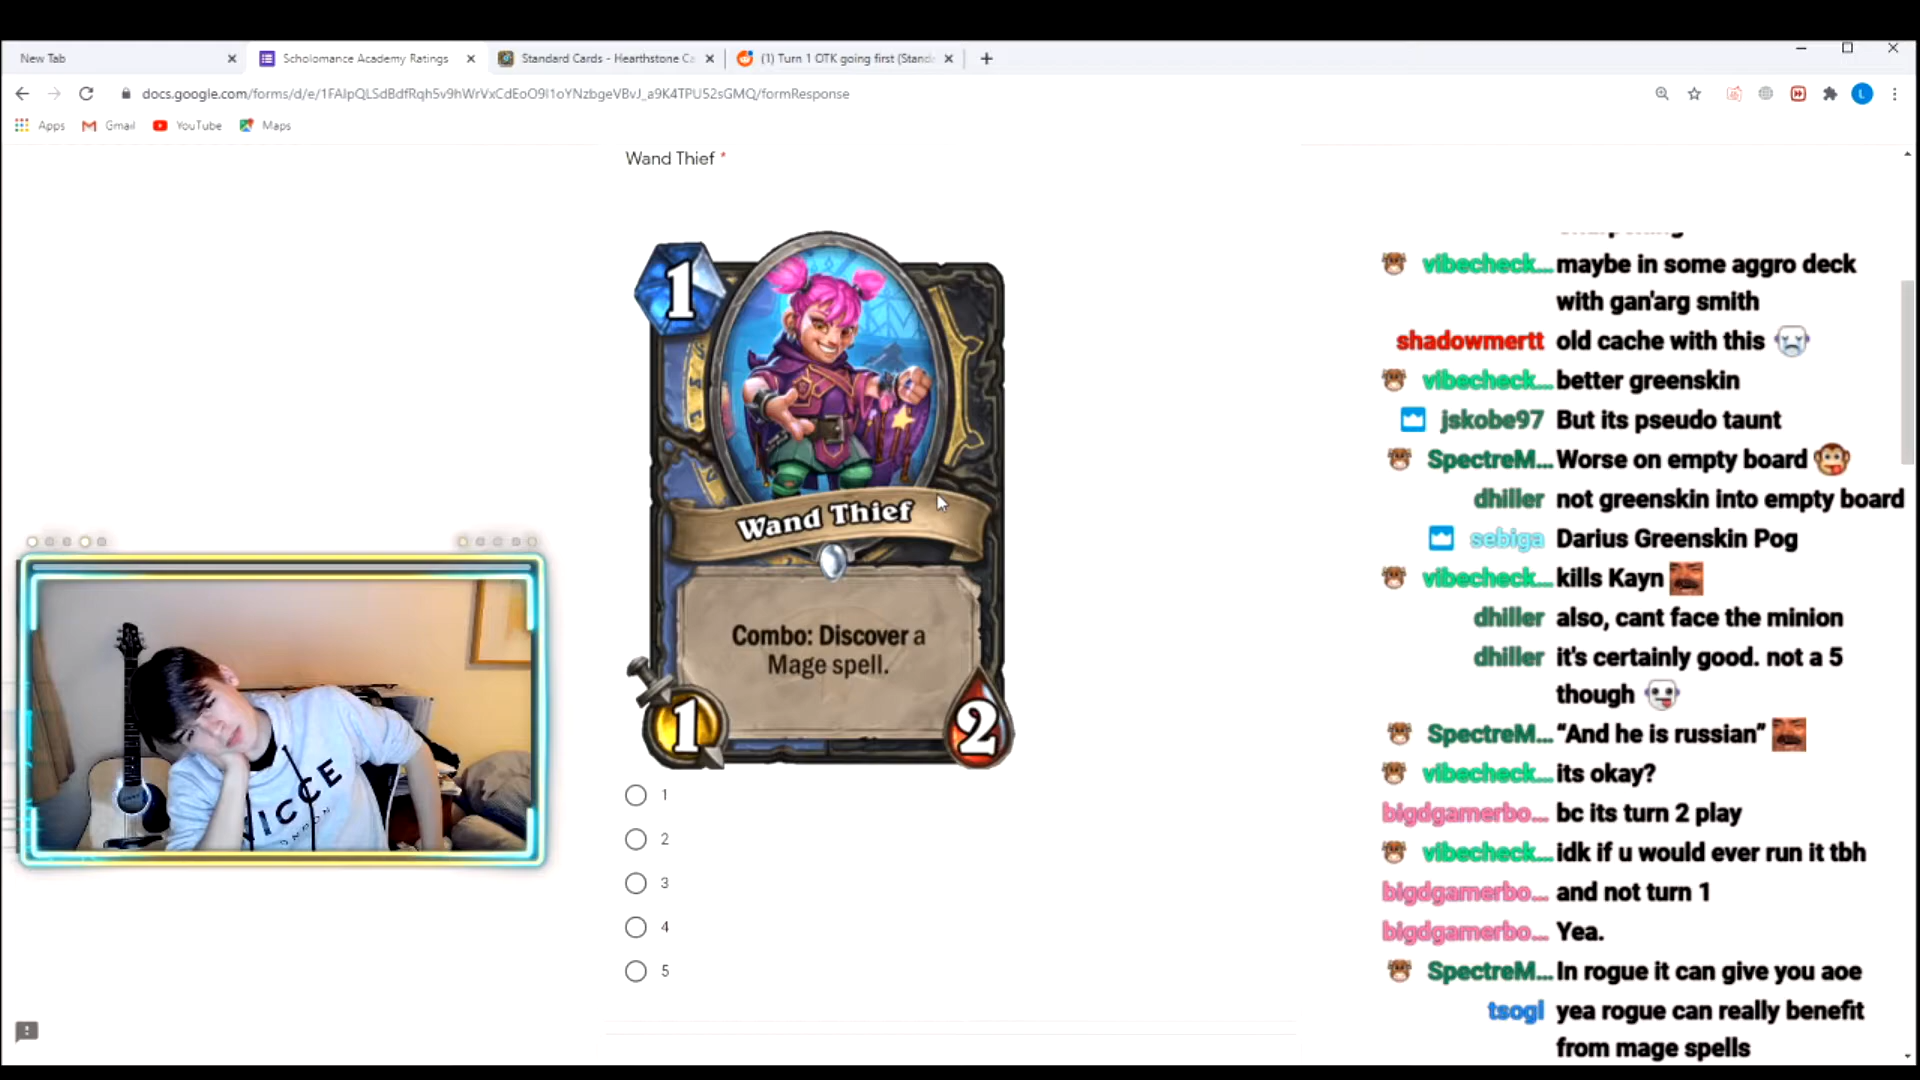 New Tab
Scholomance Academy Ratings
Standard Cards - Hearthstone Ca
(1) Turn 1 OTK going first (Standa
docs.google.com/forms/d/e/1FAIpQLSdBdfRqh5v9hWrVxCdEoO9I1oYNzbgeVBvJ_a9K4TPU52sGMQ/formResponse
L
Apps
Gmail
YouTube
Maps
Wand Thief *
1
Wand Thief
Combo: Discover a
Mage spell.
1
2
1
2
3
4
5
NICCE
LONDON
vibecheck... maybe in some aggro deck
with gan'arg smith
shadowmertt old cache with this
vibecheck... better greenskin
jskobe97 But its pseudo taunt
SpectreM... Worse on empty board
dhiller not greenskin into empty board
sebiga Darius Greenskin Pog
vibecheck... kills Kayn
dhiller also, cant face the minion
dhiller it's certainly good. not a 5
though
SpectreM... “And he is russian”
vibecheck... its okay?
bigdgamerbo... bc its turn 2 play
vibecheck... idk if u would ever run it tbh
bigdgamerbo... and not turn 1
bigdgamerbo... Yea.
SpectreM... In rogue it can give you aoe
tsogl yea rogue can really benefit
from mage spells